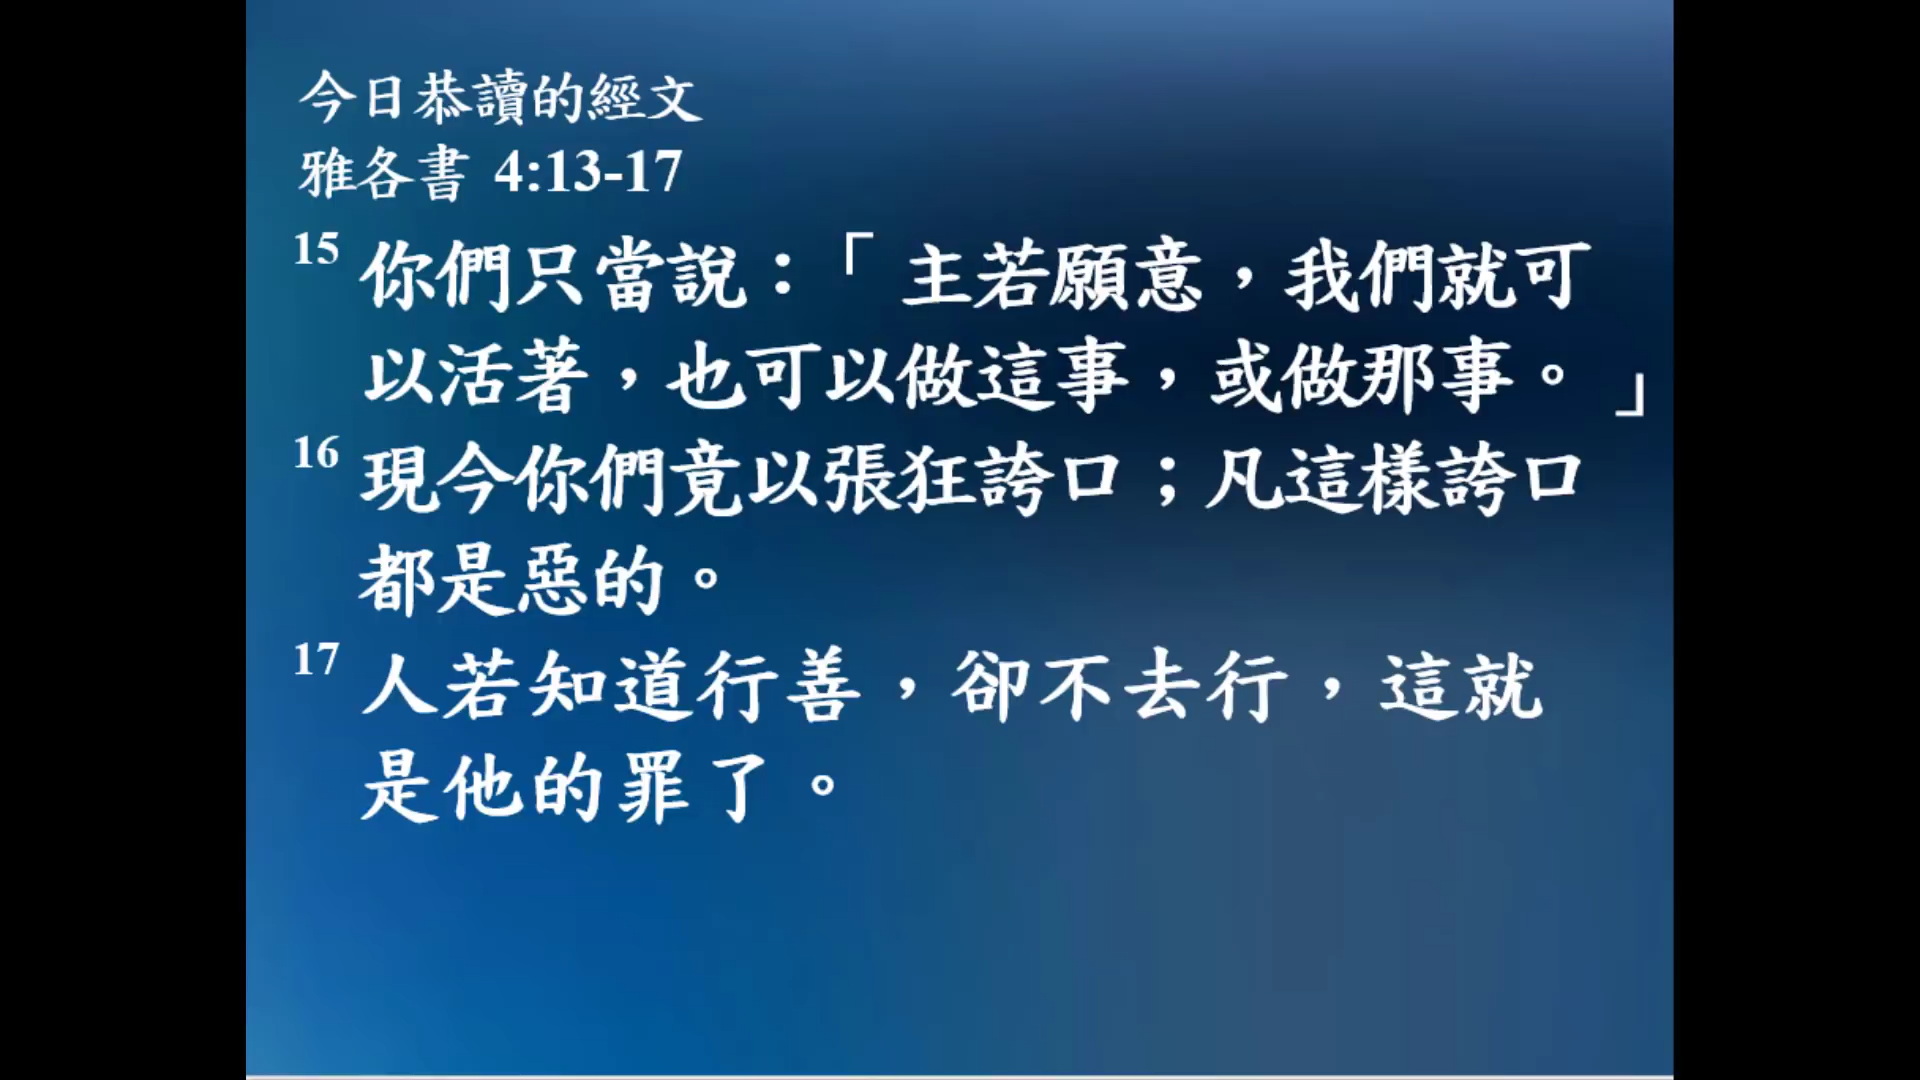 今日恭讀的經文
雅各書 4:13-17
15 你們只當說：「 主若願意，我們就可
以活著，也可以做這事，或做那事。」
16 現今你們竟以張狂誇口；凡這樣誇口
都是惡的。
17 人若知道行善，卻不去行，這就
是他的罪了。